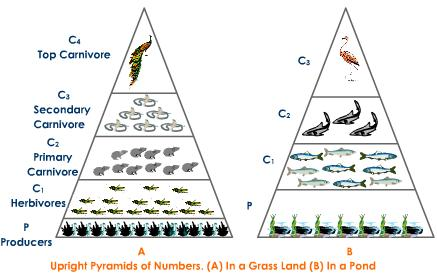 C4
Top Carnivore
C3
Secondary
Carnivore
C2
Primary
Carnivore
C1
Herbivores
P
Producers
A
C3
C2
C1
P
B
Upright Pyramids of Numbers. (A) In a Grass Land (B) In a Pond